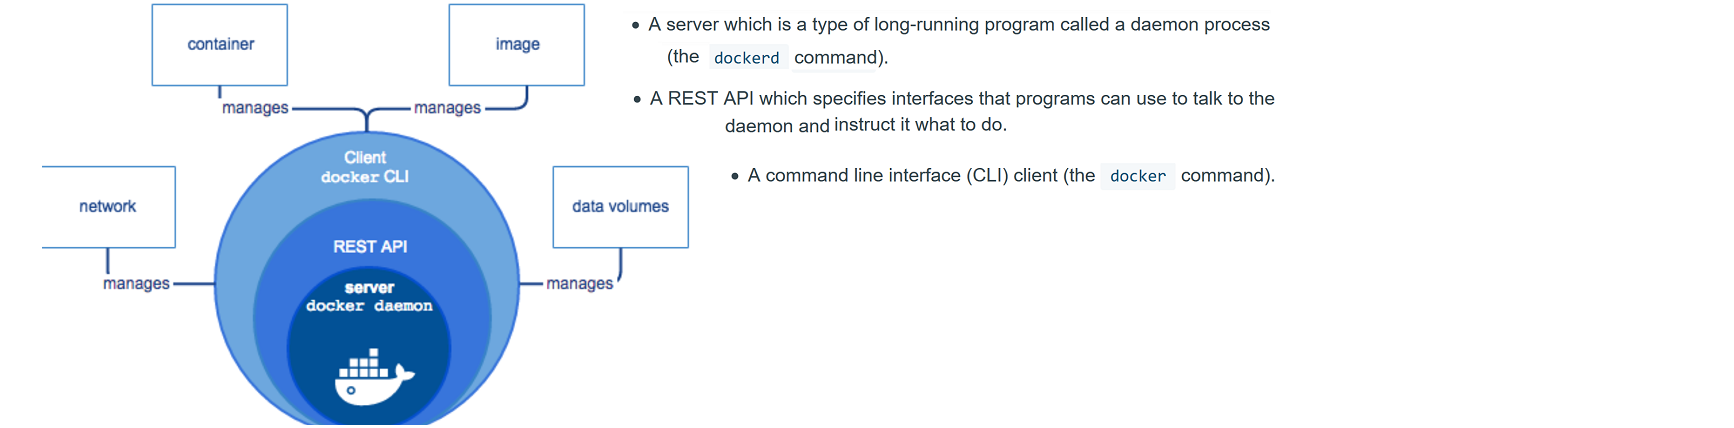 container
image
manages
manages
Client
docker CLI
network
data volumes
REST API
manages
manages
server
docker daemon
• A server which is a type of long-running program called a daemon process
(the dockerd command).
• A REST API which specifies interfaces that programs can use to talk to the
daemon and instruct it what to do.
• A command line interface (CLI) client (the docker command).